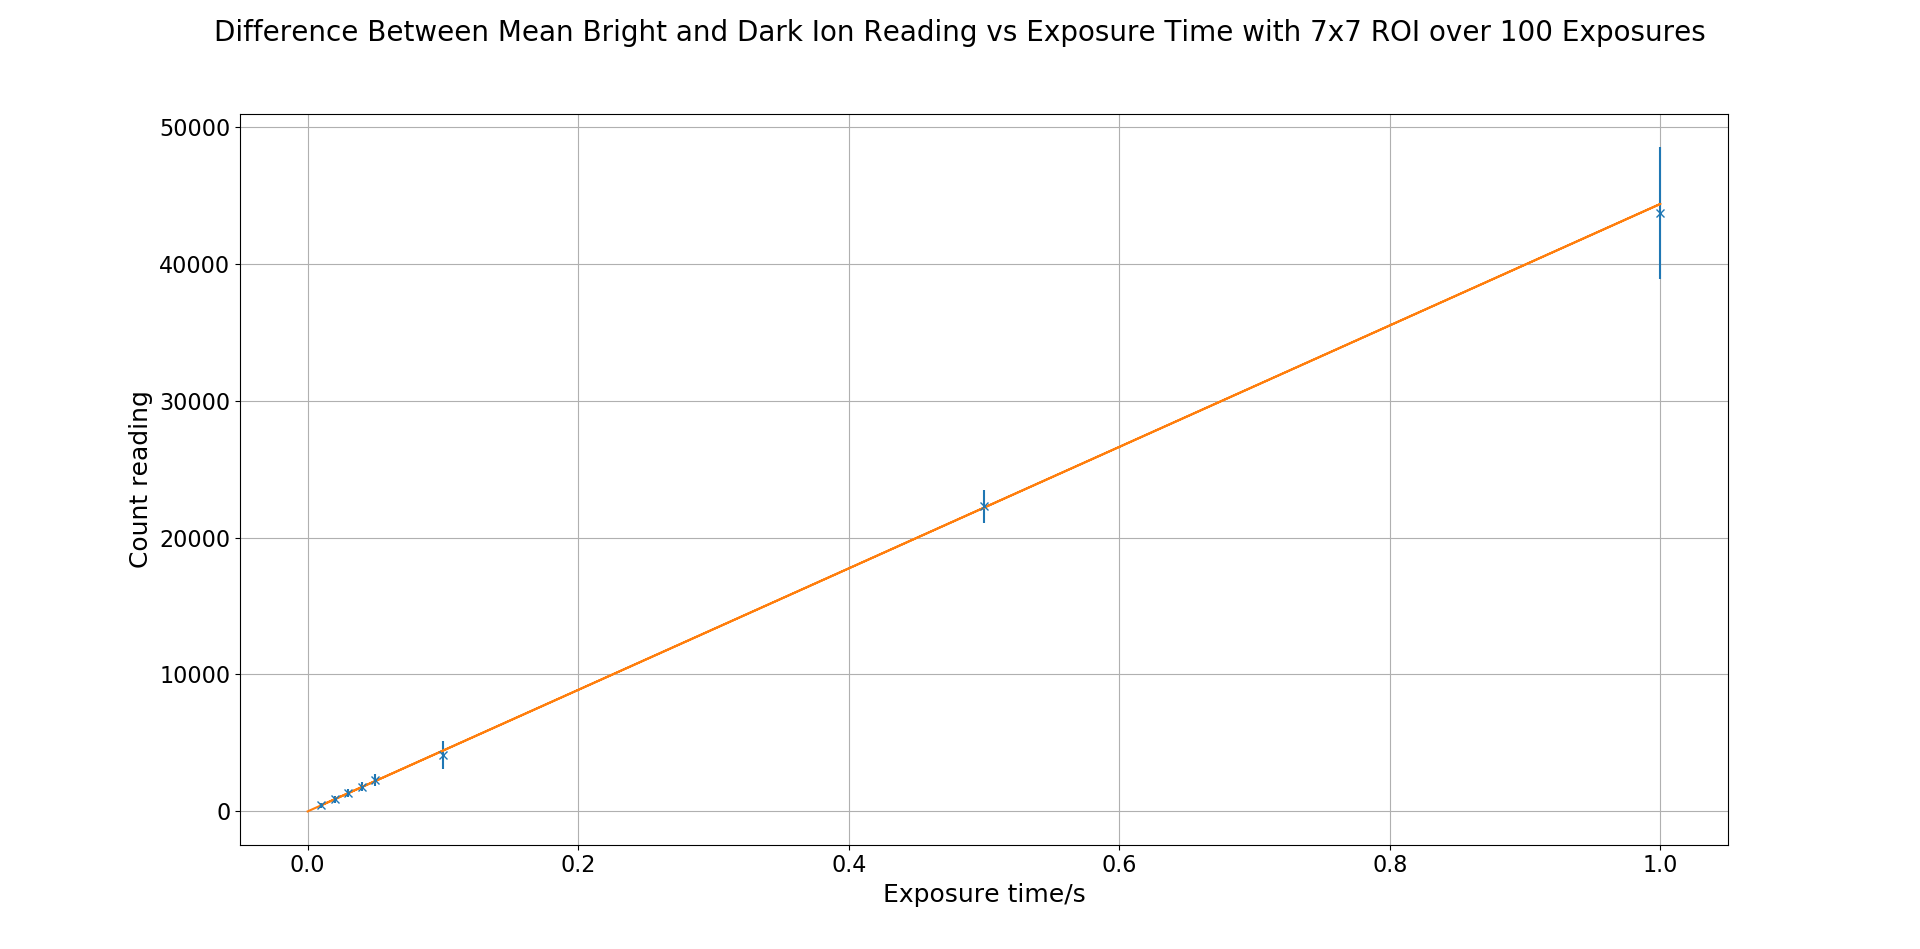 Difference Between Mean Bright and Dark Ion Reading vs Exposure Time with 7x7 ROI over 100 Exposures
50000
40000
30000
20000
10000
0
Count reading
0.0 0.2 0.4 0.6 0.8 1.0
Exposure time/s